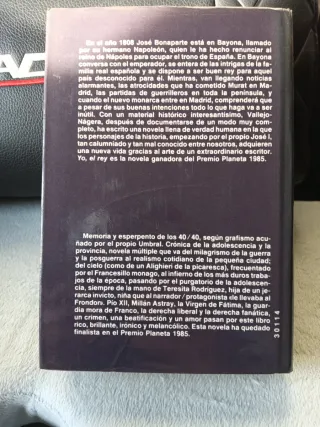 En el año 1808 José Bonaparte está en Bayona, llamado
por su hermano Napoleón, quien le ha hecho renunciar al
reino de Nápoles para ocupar el trono de España. En Bayona
conversa con el emperador, se entera de las intrigas de la fa-
milia real española y se dispone a ser buen rey para aquel
país desconocido para él. Mientras, van llegando noticias
alarmantes, las atrocidades que ha cometido Murat en Ma-
drid, las partidas de guerrilleros en toda la península, y
cuando el nuevo monarca entre en Madrid, comprenderá que
a pesar de sus buenas intenciones todo lo que haga va a ser
inútil. Con un material histórico interesantísimo, Vallejo-
Nágera, después de documentarse de un modo muy com-
pleto, ha escrito una novela llena de verdad humana en la que
los personajes de la historia, empezando por el propio José I,
tan calumniado y tan mal conocido entre nosotros, adquieren
una nueva vida gracias al arte de un extraordinario escritor.
Yo, el rey es la novela ganadora del Premio Planeta 1985.
Memoria y esperpento de los 40 / 40, según grafismo acu-
ñado por el propio Umbral. Crónica de la adolescencia y la
provincia, novela múltiple que va del milagrismo de la guerra
y la posguerra al realismo cotidiano de la pequeña ciudad;
del cielo (como de un Alighieri de la picaresca), frecuentado
por el Francesillo monago, al infierno de los más duros traba-
jos de la época, pasando por el purgatorio de la adolescen-
cia, siempre de la mano de Teresita Rodríguez, hija de un je-
rarca invicto, niña que al narrador / protagonista «le llevaba al
Frondor». Pío XII, Millán Astray, la Virgen de Fátima, la guar-
dia mora de Franco, la derecha liberal y la derecha fanática,
un crimen, una beatificación y un amor pasan por este libro
rico, brillante, irónico y melancólico. Esta novela ha quedado
finalista en el Premio Planeta 1985.
30114